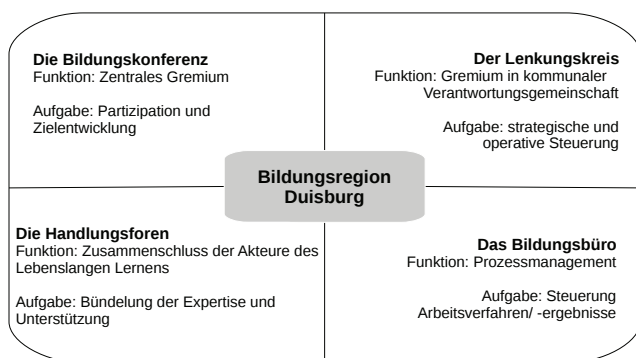 Die Bildungskonferenz
Funktion: Zentrales Gremium
Aufgabe: Partizipation und
Zielentwicklung
Der Lenkungskreis
Funktion: Gremium in kommunaler
Verantwortungsgemeinschaft
Aufgabe: strategische und
operative Steuerung
Bildungsregion
Duisburg
Die Handlungsforen
Funktion: Zusammenschluss der Akteure des
Lebenslangen Lernens
Aufgabe: Bündelung der Expertise und
Unterstützung
Das Bildungsbüro
Funktion: Prozessmanagement
Aufgabe: Steuerung
Arbeitsverfahren/ -ergebnisse